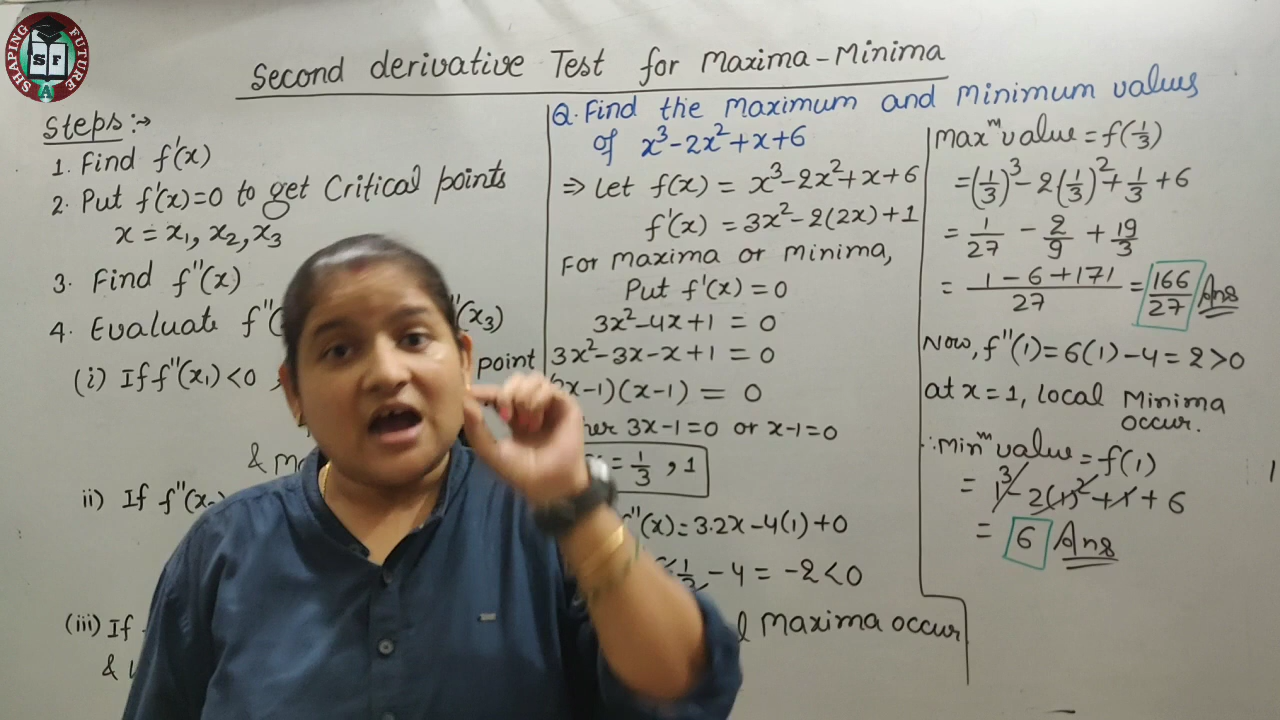 SHAPING FUTURE
S F
A
Second derivative Test for Maxima-Minima
Steps:→
1. Find f'(x)
2. Put f'(x)=0 to get Critical points
x = x₁, x₂, x₃
3. Find f''(x)
4. Evaluate f'' (x₃)
(i) If f''(x₁) < 0 , point
&
ii) If f''(x
(iii) If
&
Q. Find the Maximum and Minimum values
of x³-2x²+x+6
⇒ Let f(x) = x³-2x²+x+6
f'(x) = 3x²-2(2x)+1
For maxima or minima,
Put f'(x) = 0
3x²-4x+1 = 0
3x²-3x-x+1 = 0
x-1)(x-1) = 0
3x-1=0 or x-1=0
= 1/3 , 1
f''(x) = 3.2x-4(1)+0
1/3 - 4 = -2 < 0
Maxima occur
Maxᵐ value = f(1/3)
= (1/3)³ - 2(1/3)² + 1/3 + 6
= 1/27 - 2/9 + 19/3
= (1-6+171)/27 = 166/27 Ans
Now, f''(1) = 6(1) - 4 = 2 > 0
at x = 1, local Minima
occur.
∴ Minᵐ value = f(1)
= 1³ - 2(1)² + 1 + 6
= 6 Ans